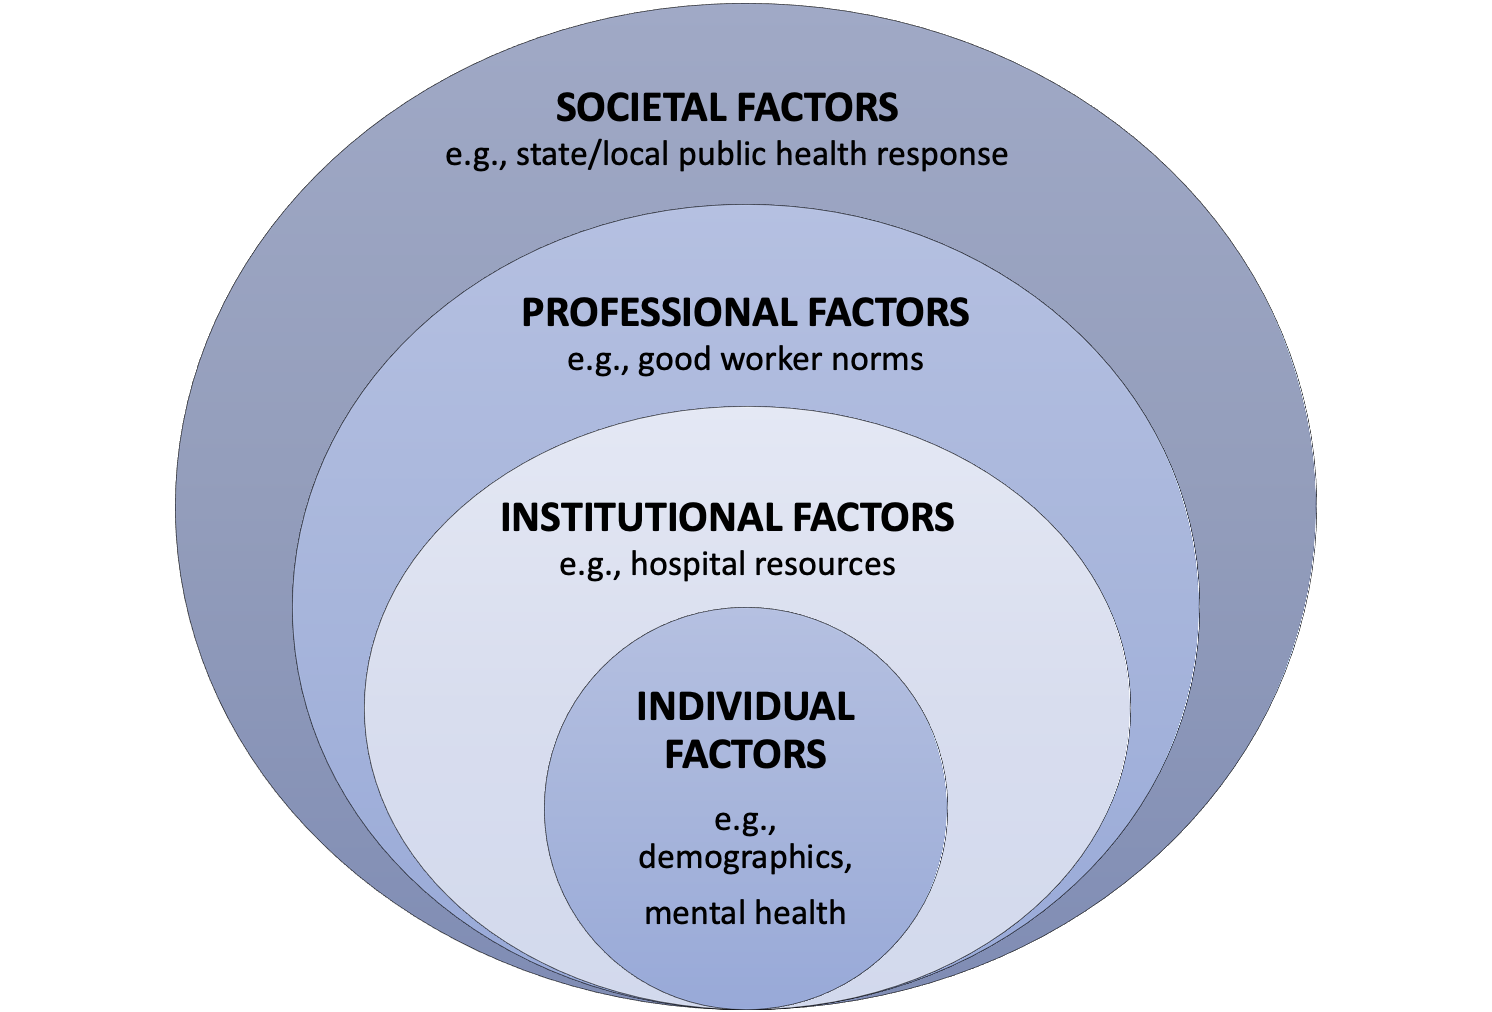 SOCIETAL FACTORS
e.g., state/local public health response
PROFESSIONAL FACTORS
e.g., good worker norms
INSTITUTIONAL FACTORS
e.g., hospital resources
INDIVIDUAL
FACTORS
e.g.,
demographics,
mental health